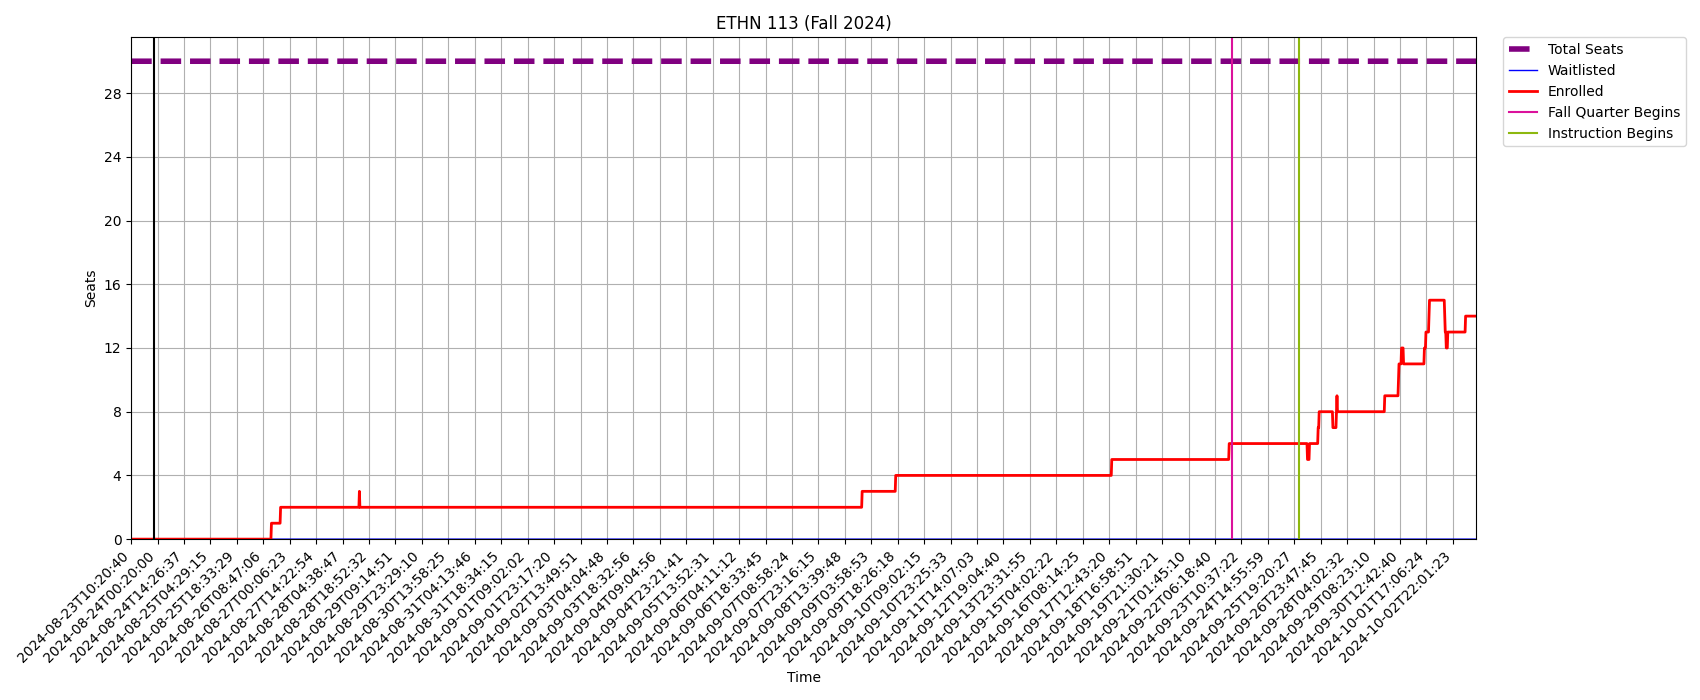 ETHN 113 (Fall 2024)
Total Seats
Waitlisted
Enrolled
Fall Quarter Begins
Instruction Begins
28
24
20
16
12
8
4
0
Seats
2024-08-23T10:20:40
2024-08-24T00:20:00
2024-08-24T14:26:37
2024-08-25T04:29:15
2024-08-25T18:33:29
2024-08-26T08:47:06
2024-08-27T00:06:23
2024-08-27T14:22:54
2024-08-28T04:38:47
2024-08-28T18:52:32
2024-08-29T09:14:51
2024-08-29T23:29:10
2024-08-30T13:58:25
2024-08-31T04:13:46
2024-08-31T18:34:15
2024-09-01T09:02:02
2024-09-01T23:17:20
2024-09-02T13:49:51
2024-09-03T04:04:48
2024-09-03T18:32:56
2024-09-04T09:04:56
2024-09-04T23:21:41
2024-09-05T13:52:31
2024-09-06T04:11:12
2024-09-06T18:33:45
2024-09-07T08:58:24
2024-09-07T23:16:15
2024-09-08T13:39:48
2024-09-09T03:58:53
2024-09-09T18:26:18
2024-09-10T09:02:15
2024-09-10T23:25:33
2024-09-11T14:07:03
2024-09-12T19:04:40
2024-09-13T23:31:55
2024-09-15T04:02:22
2024-09-16T08:14:25
2024-09-17T12:43:20
2024-09-18T16:58:51
2024-09-19T21:30:21
2024-09-21T01:45:10
2024-09-22T06:18:40
2024-09-23T10:37:22
2024-09-24T14:55:59
2024-09-25T19:20:27
2024-09-26T23:47:45
2024-09-28T04:02:32
2024-09-29T08:23:10
2024-09-30T12:42:40
2024-10-01T17:06:24
2024-10-02T22:01:23
Time